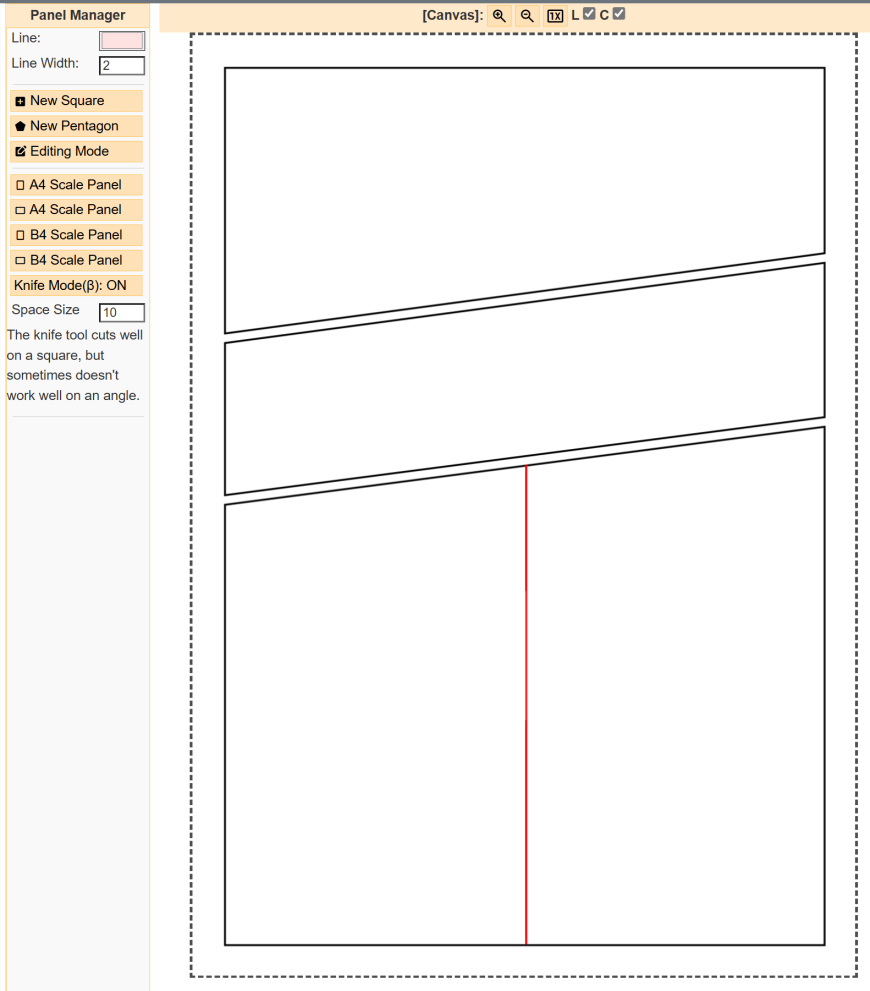 Panel Manager
[Canvas]: 1X L C
Line:
Line Width: 2
New Square
New Pentagon
Editing Mode
A4 Scale Panel
A4 Scale Panel
B4 Scale Panel
B4 Scale Panel
Knife Mode(β): ON
Space Size 10
The knife tool cuts well
on a square, but
sometimes doesn't
work well on an angle.